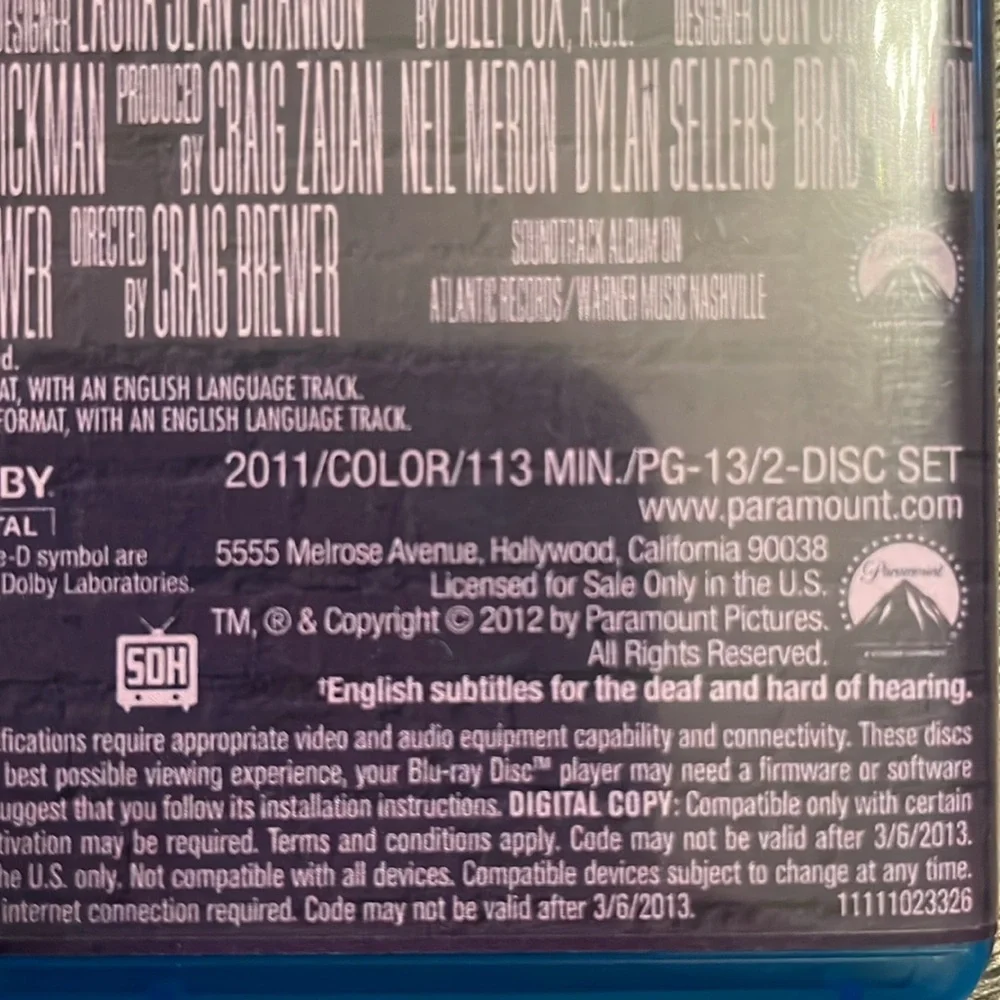 LAURA JEAN SHANNON BY BILLY FOX, A.C.E. DESIGNER
ICKMAN PRODUCED BY CRAIG ZADAN NEIL MERON DYLAN SELLERS
WER DIRECTED BY CRAIG BREWER
SOUNDTRACK ALBUM ON
ATLANTIC RECORDS / WARNER MUSIC NASHVILLE
d.
AT, WITH AN ENGLISH LANGUAGE TRACK.
FORMAT, WITH AN ENGLISH LANGUAGE TRACK.
BY
TAL
2011/COLOR/113 MIN./PG-13/2-DISC SET
www.paramount.com
e-D symbol are
Dolby Laboratories.
5555 Melrose Avenue, Hollywood, California 90038
Licensed for Sale Only in the U.S.
TM, ® & Copyright © 2012 by Paramount Pictures.
All Rights Reserved.
Paramount
SDH
†English subtitles for the deaf and hard of hearing.
fications require appropriate video and audio equipment capability and connectivity. These discs
best possible viewing experience, your Blu-ray Disc™ player may need a firmware or software
uggest that you follow its installation instructions. DIGITAL COPY: Compatible only with certain
tivation may be required. Terms and conditions apply. Code may not be valid after 3/6/2013.
he U.S. only. Not compatible with all devices. Compatible devices subject to change at any time.
internet connection required. Code may not be valid after 3/6/2013.
11111023326